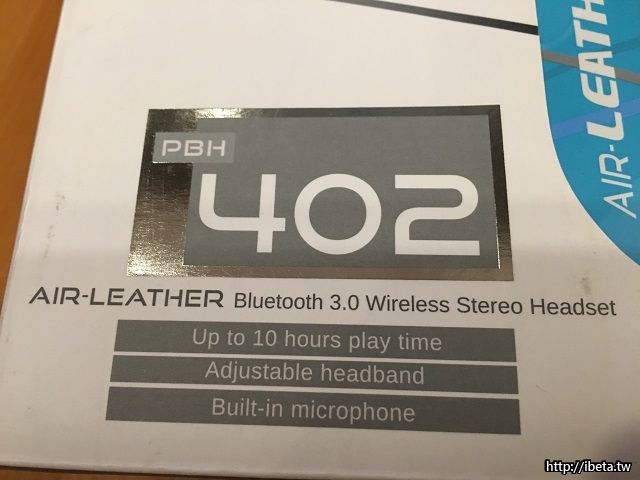 AIR-LEATH
PBH
402
AIR-LEATHER Bluetooth 3.0 Wireless Stereo Headset
Up to 10 hours play time
Adjustable headband
Built-in microphone
http://ibeta.tw